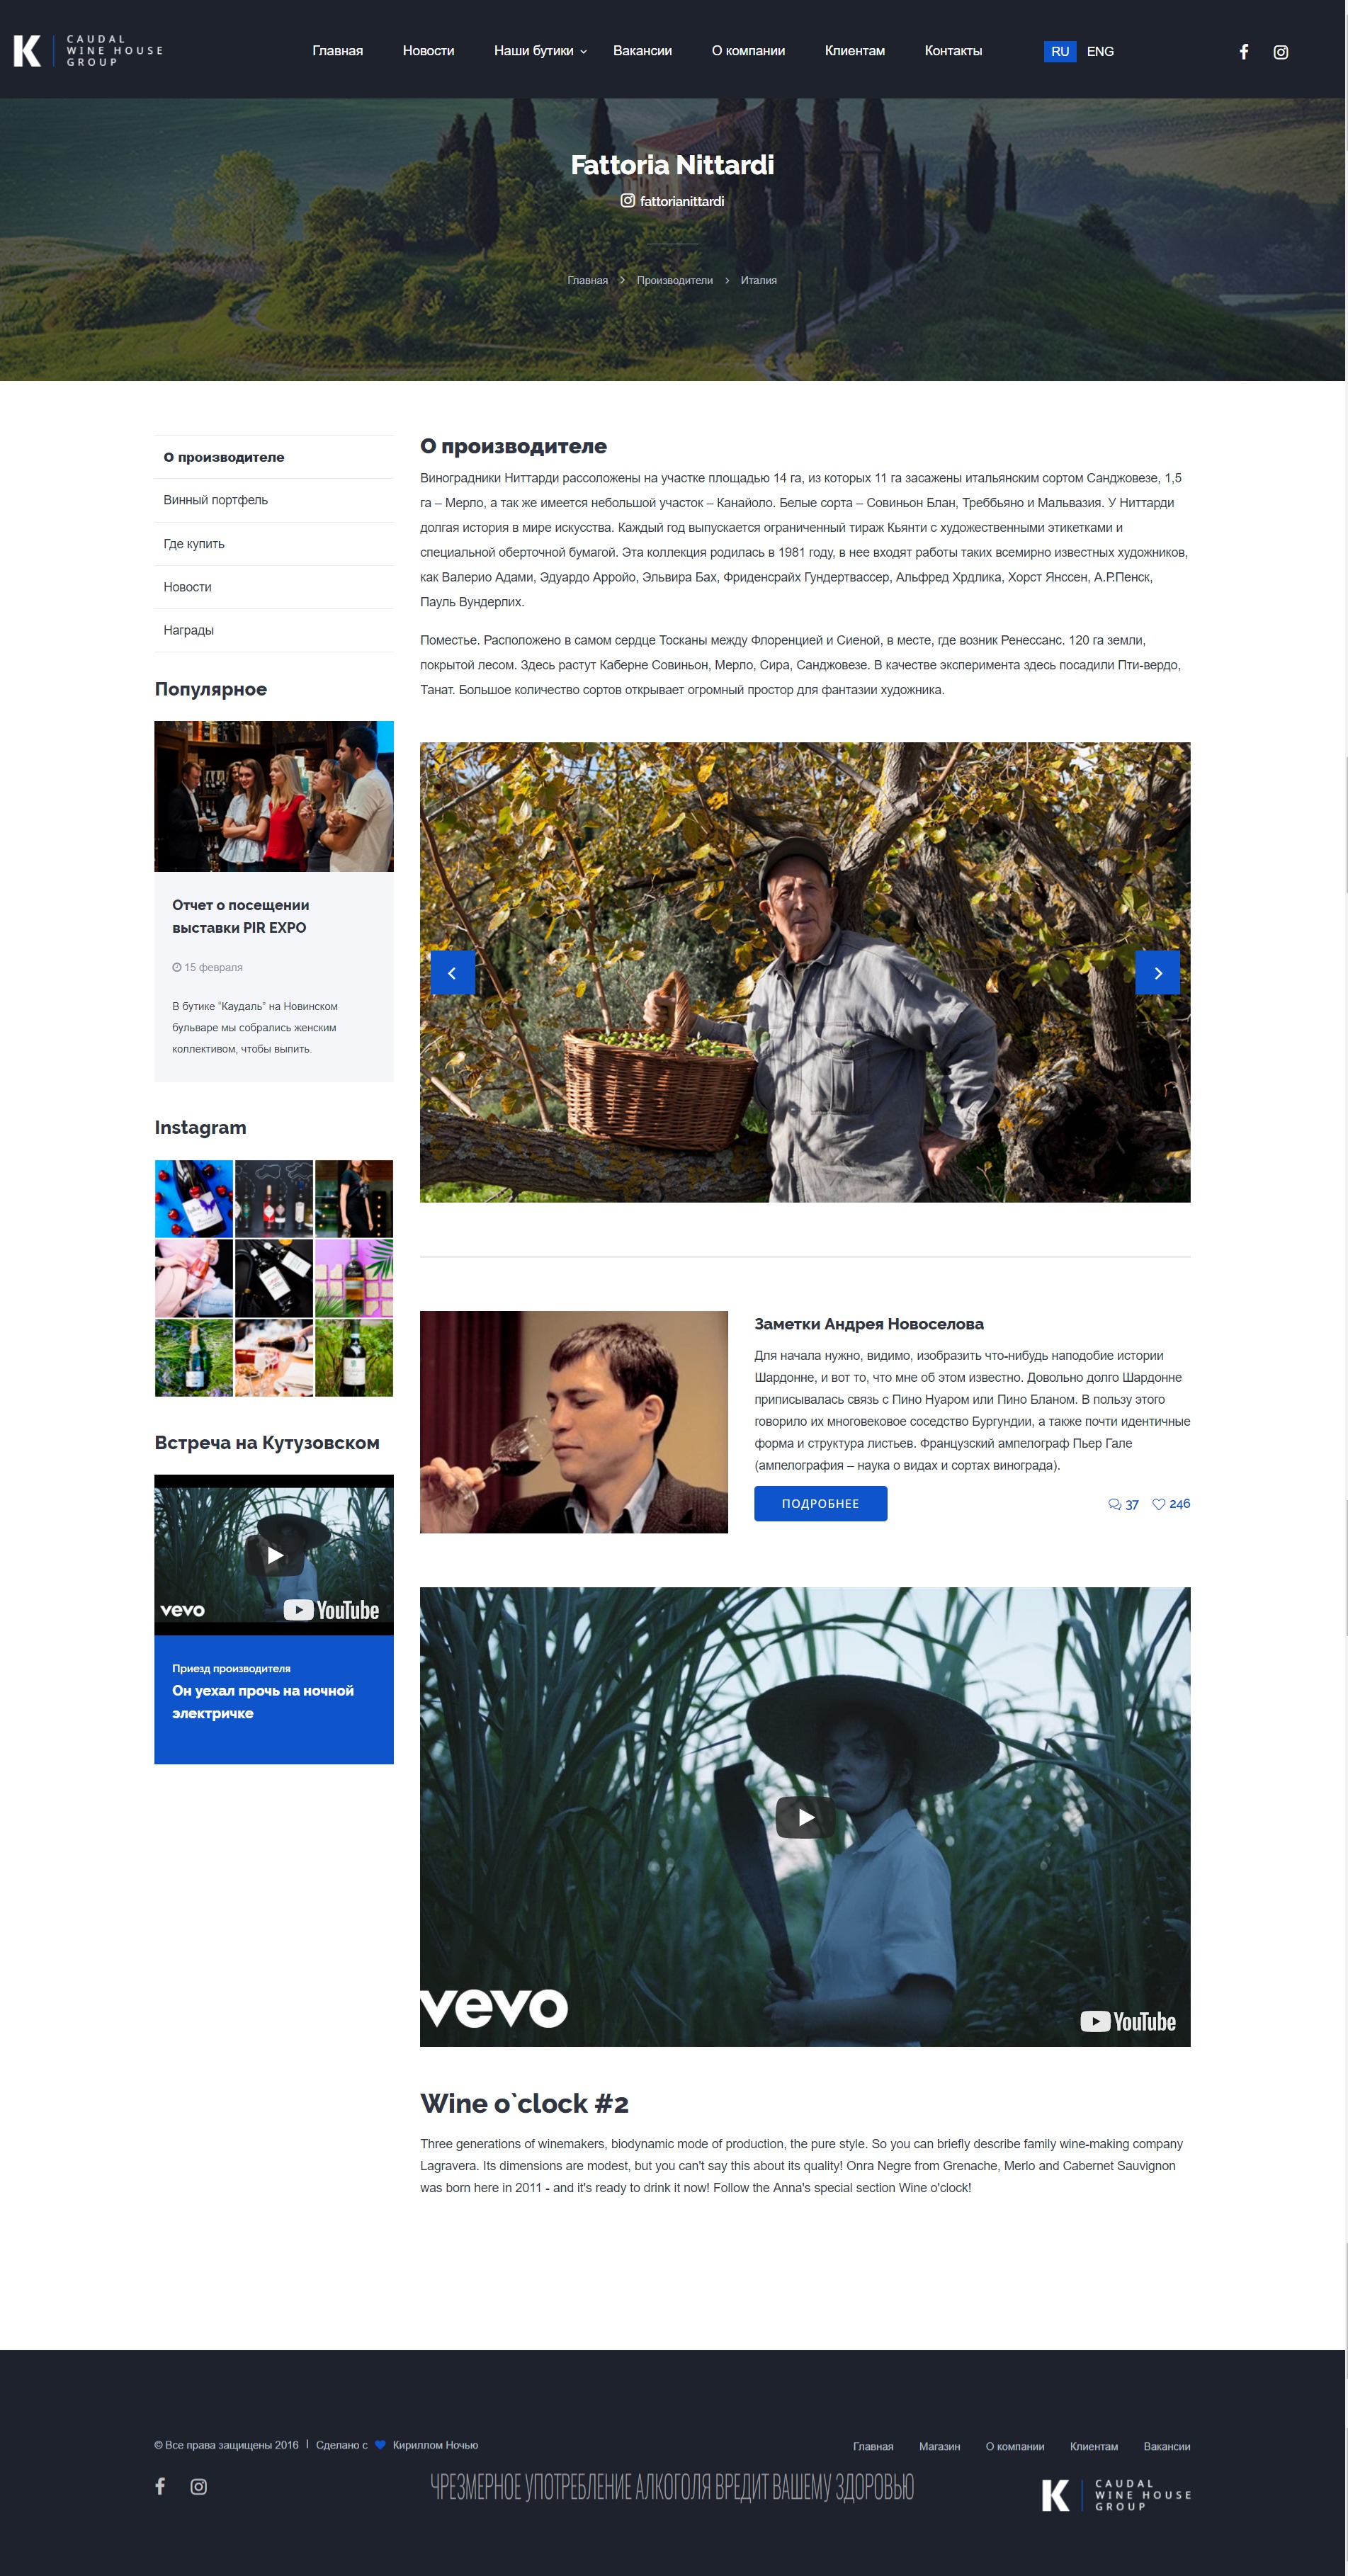 K CAUDAL
WINE HOUSE
GROUP
Главная Новости Наши бутики Вакансии О компании Клиентам Контакты RU ENG
Fattoria Nittardi
fattorianittardi
Главная > Производители > Италия
О производителе
Винный портфель
Где купить
Новости
Награды
Популярное
Отчет о посещении
выставки PIR EXPO
15 февраля
В бутике "Каудаль" на Новинском
бульваре мы собрались женским
коллективом, чтобы выпить.
Instagram
Встреча на Кутузовском
vevo YouTube
Приезд производителя
Он уехал прочь на ночной
электричке
О производителе
Виноградники Ниттарди рассоложены на участке площадью 14 га, из которых 11 га засажены итальянским сортом Санджовезе, 1,5
га – Мерло, а так же имеется небольшой участок – Канайоло. Белые сорта – Совиньон Блан, Треббьяно и Мальвазия. У Ниттарди
долгая история в мире искусства. Каждый год выпускается ограниченный тираж Кьянти с художественными этикетками и
специальной оберточной бумагой. Эта коллекция родилась в 1981 году, в нее входят работы таких всемирно известных художников,
как Валерио Адами, Эдуардо Арройо, Эльвира Бах, Фриденсрайх Гундертвассер, Альфред Хрдлика, Хорст Янссен, А.Р.Пенск,
Пауль Вундерлих.
Поместье. Расположено в самом сердце Тосканы между Флоренцией и Сиеной, в месте, где возник Ренессанс. 120 га земли,
покрытой лесом. Здесь растут Каберне Совиньон, Мерло, Сира, Санджовезе. В качестве эксперимента здесь посадили Пти-вердо,
Танат. Большое количество сортов открывает огромный простор для фантазии художника.
Заметки Андрея Новоселова
Для начала нужно, видимо, изобразить что-нибудь наподобие истории
Шардонне, и вот то, что мне об этом известно. Довольно долго Шардонне
приписывалась связь с Пино Нуаром или Пино Бланом. В пользу этого
говорило их многовековое соседство Бургундии, а также почти идентичные
форма и структура листьев. Французский ампелограф Пьер Гале
(ампелография – наука о видах и сортах винограда).
ПОДРОБНЕЕ 37 246
vevo YouTube
Wine o`clock #2
Three generations of winemakers, biodynamic mode of production, the pure style. So you can briefly describe family wine-making company
Lagravera. Its dimensions are modest, but you can't say this about its quality! Onra Negre from Grenache, Merlo and Cabernet Sauvignon
was born here in 2011 - and it's ready to drink it now! Follow the Anna's special section Wine o'clock!
© Все права защищены 2016 | Сделано с Кириллом Ночью
Главная Магазин О компании Клиентам Вакансии
ЧРЕЗМЕРНОЕ УПОТРЕБЛЕНИЕ АЛКОГОЛЯ ВРЕДИТ ВАШЕМУ ЗДОРОВЬЮ
K CAUDAL
WINE HOUSE
GROUP